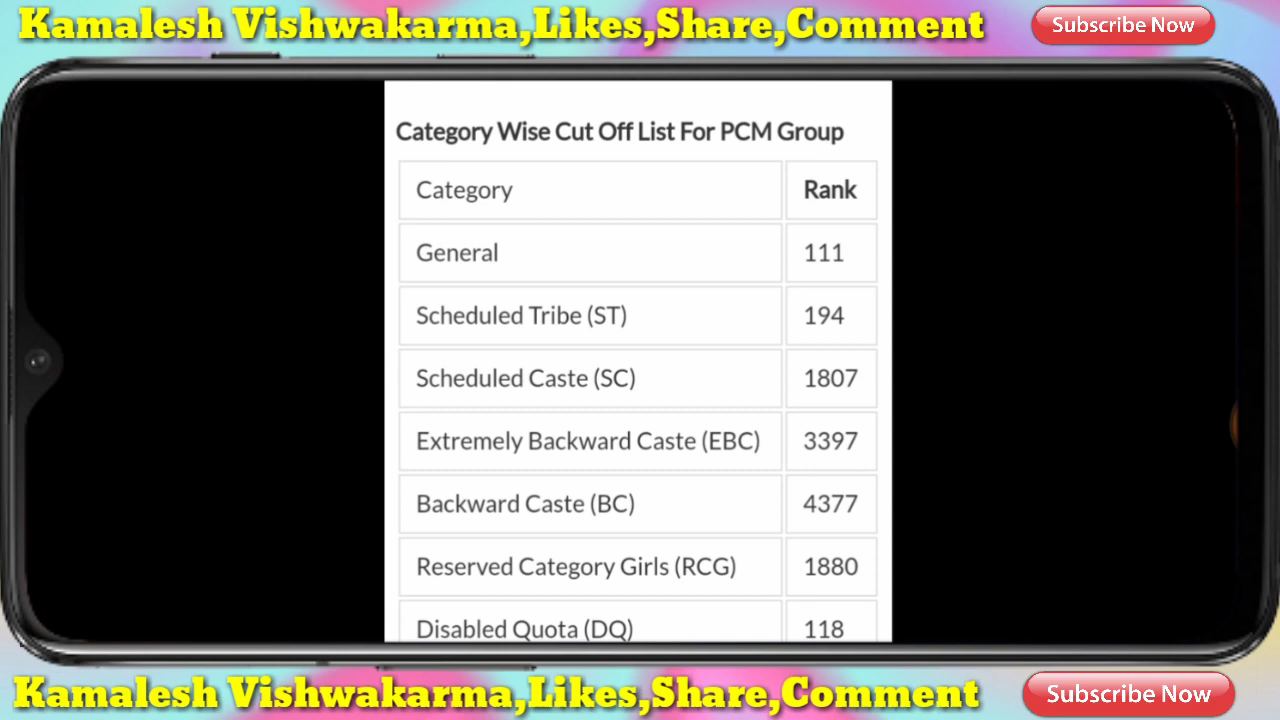 Kamalesh Vishwakarma,Likes,Share,Comment
Subscribe Now
Category Wise Cut Off List For PCM Group
Category Rank
General 111
Scheduled Tribe (ST) 194
Scheduled Caste (SC) 1807
Extremely Backward Caste (EBC) 3397
Backward Caste (BC) 4377
Reserved Category Girls (RCG) 1880
Disabled Quota (DQ) 118
Kamalesh Vishwakarma,Likes,Share,Comment
Subscribe Now